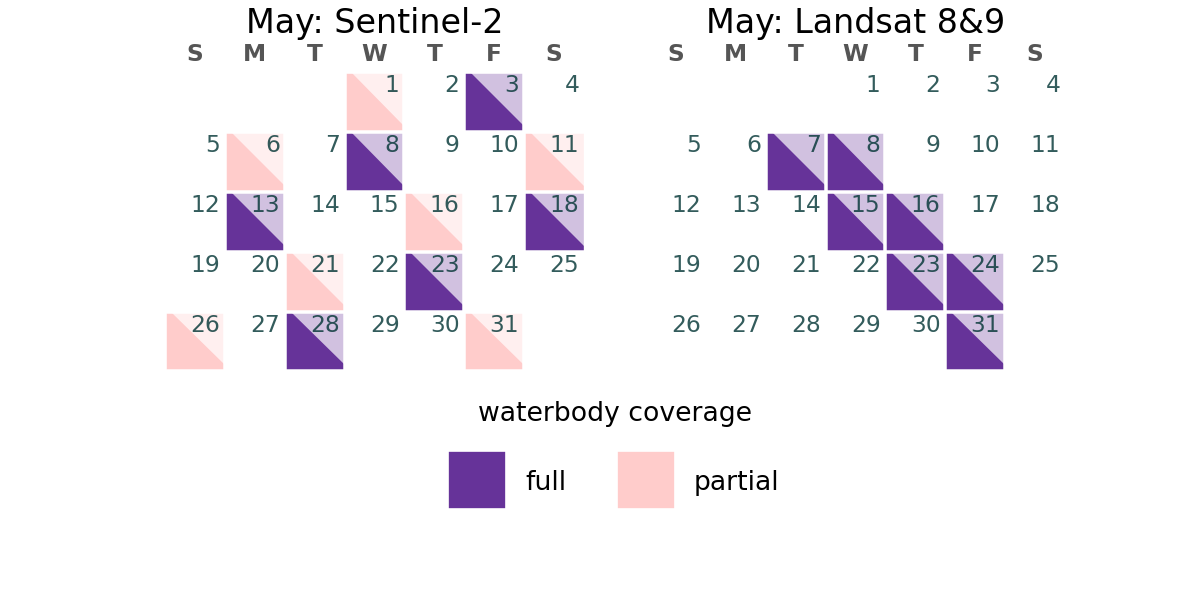 May: Sentinel-2
S M T W T F S
1 2 3 4
5 6 7 8 9 10 11
12 13 14 15 16 17 18
19 20 21 22 23 24 25
26 27 28 29 30 31
May: Landsat 8&9
S M T W T F S
1 2 3 4
5 6 7 8 9 10 11
12 13 14 15 16 17 18
19 20 21 22 23 24 25
26 27 28 29 30 31
waterbody coverage
full
partial